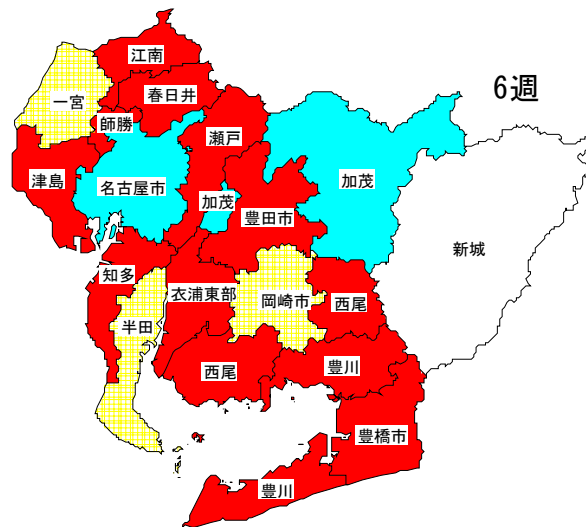 江南
6週
春日井
一宮
師勝
瀬戸
津島
名古屋市
加茂
加茂
豊田市
新城
知多
衣浦東部
岡崎市
西尾
半田
西尾
豊川
豊橋市
豊川